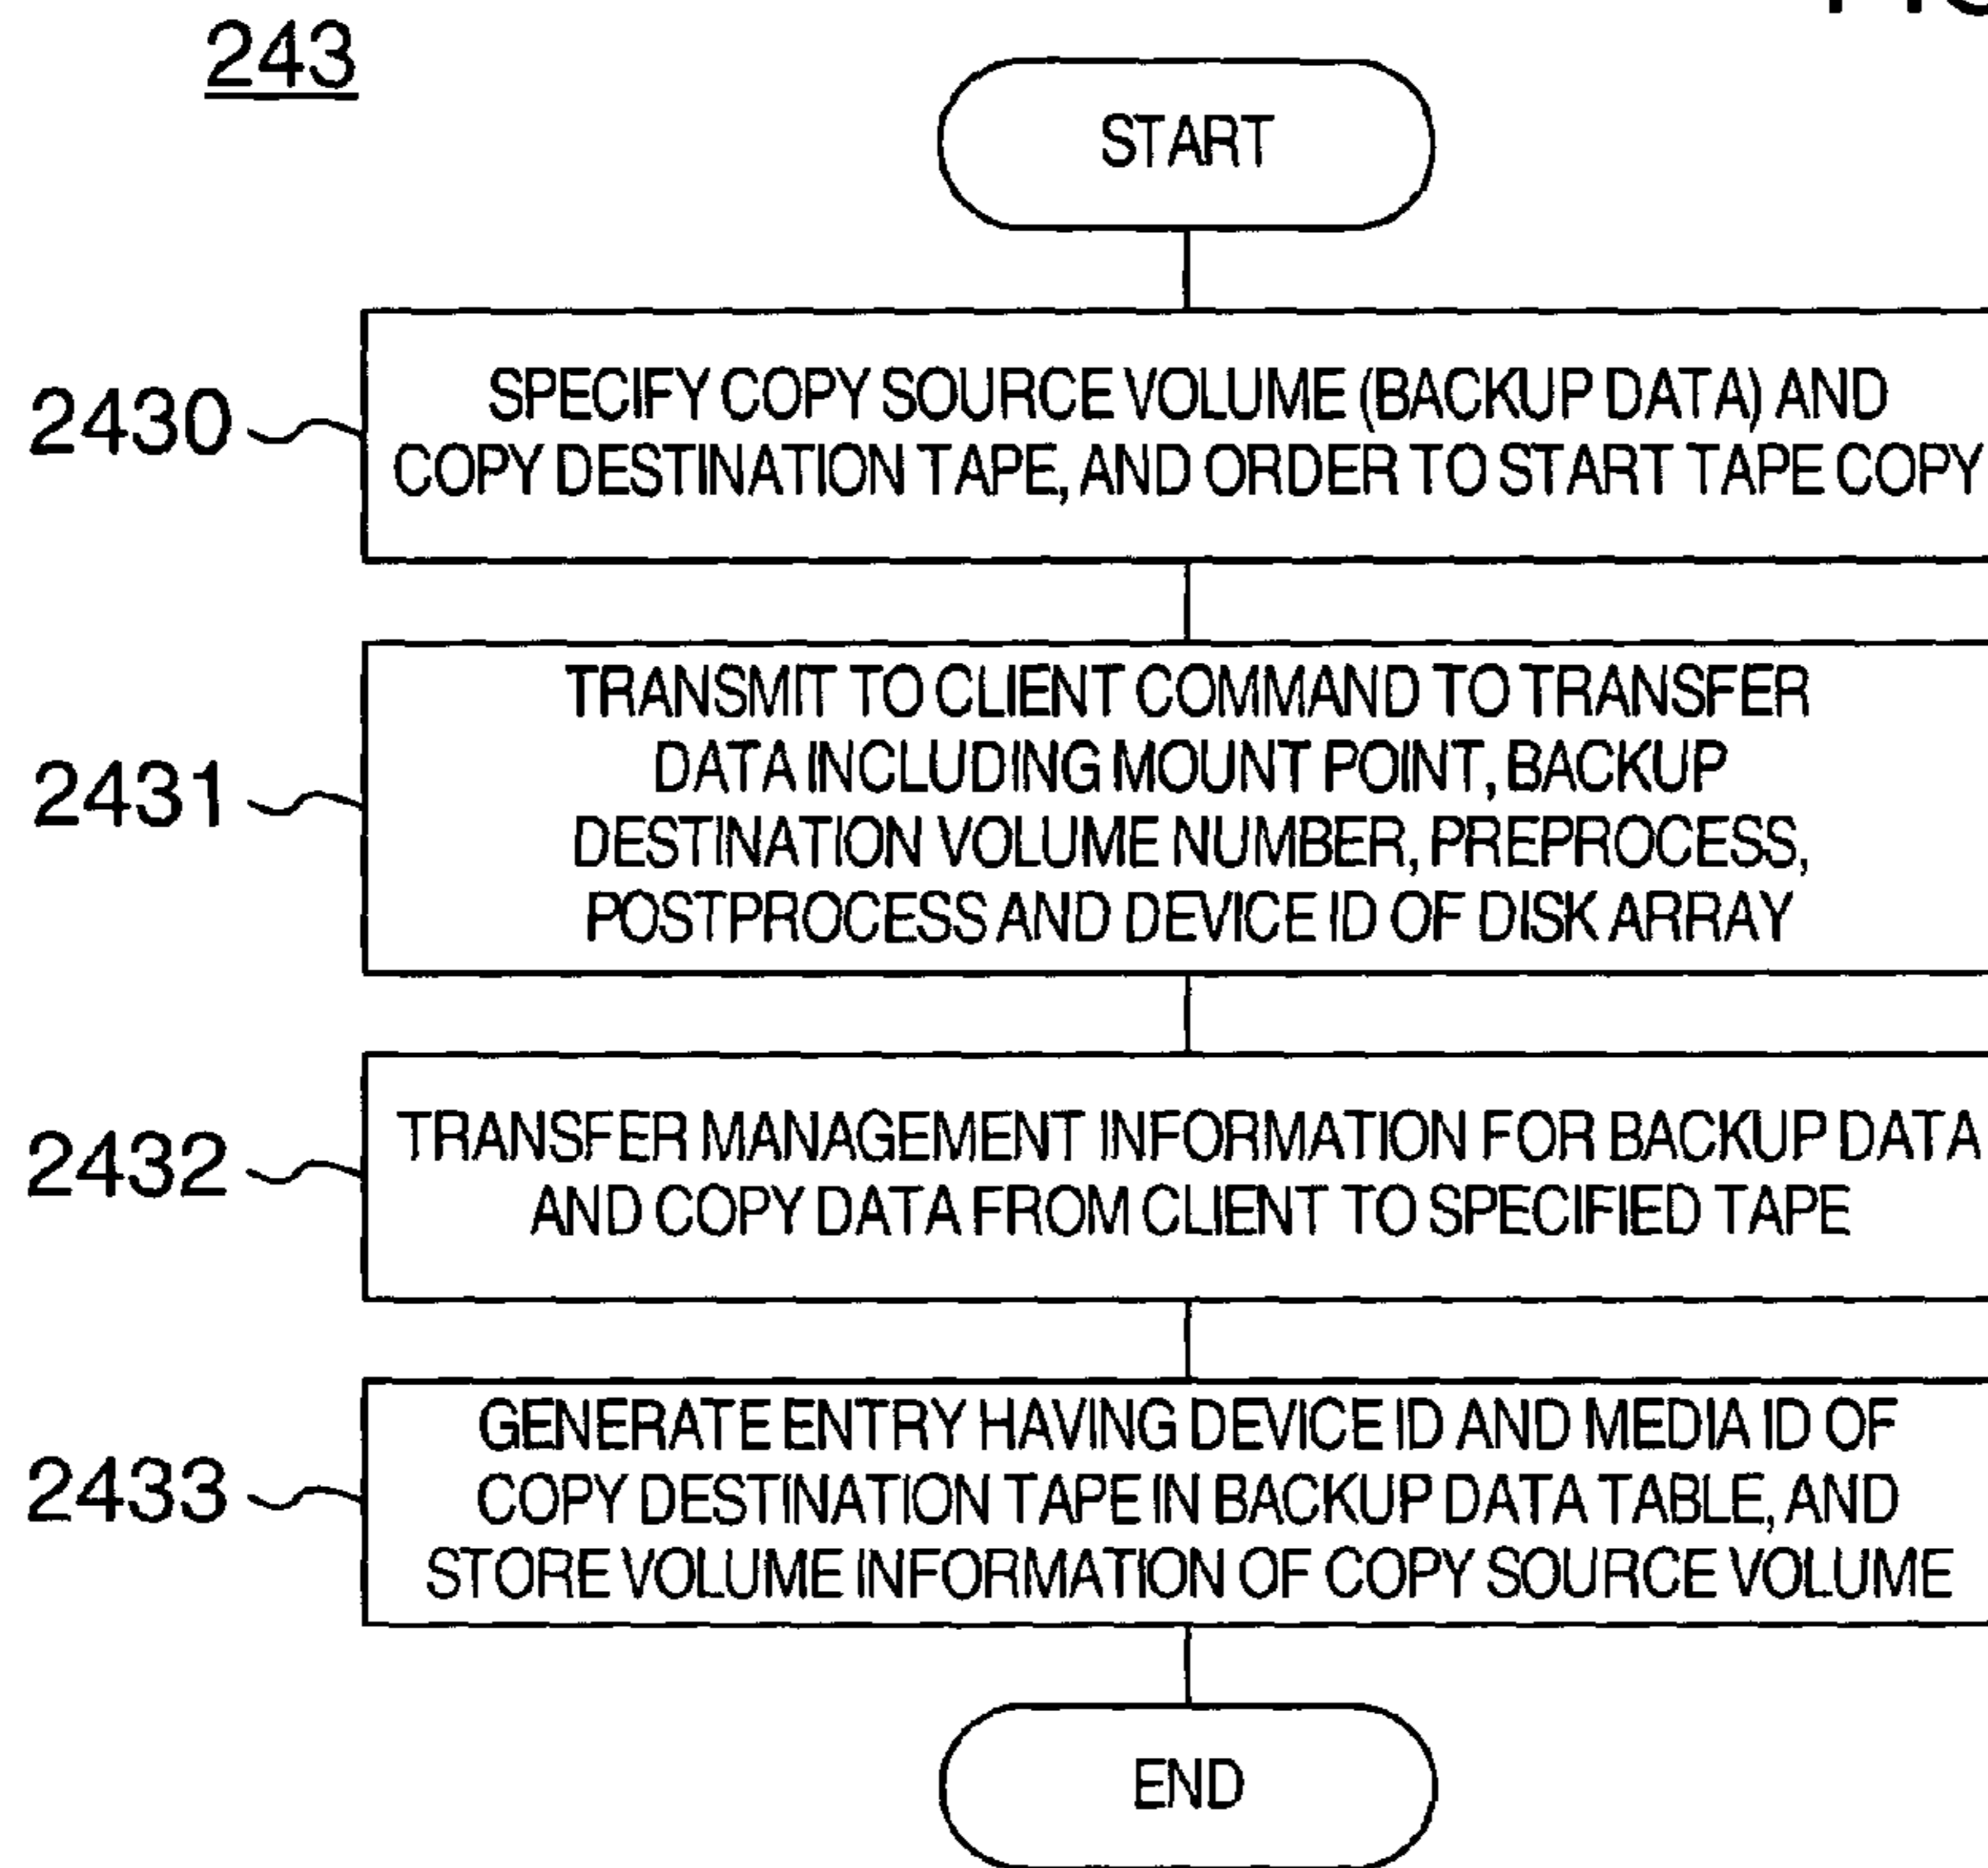 243
START
2430
SPECIFY COPY SOURCE VOLUME (BACKUP DATA) AND
COPY DESTINATION TAPE, AND ORDER TO START TAPE COPY
2431
TRANSMIT TO CLIENT COMMAND TO TRANSFER
DATA INCLUDING MOUNT POINT, BACKUP
DESTINATION VOLUME NUMBER, PREPROCESS,
POSTPROCESS AND DEVICE ID OF DISK ARRAY
2432
TRANSFER MANAGEMENT INFORMATION FOR BACKUP DATA
AND COPY DATA FROM CLIENT TO SPECIFIED TAPE
2433
GENERATE ENTRY HAVING DEVICE ID AND MEDIA ID OF
COPY DESTINATION TAPE IN BACKUP DATA TABLE, AND
STORE VOLUME INFORMATION OF COPY SOURCE VOLUME
END